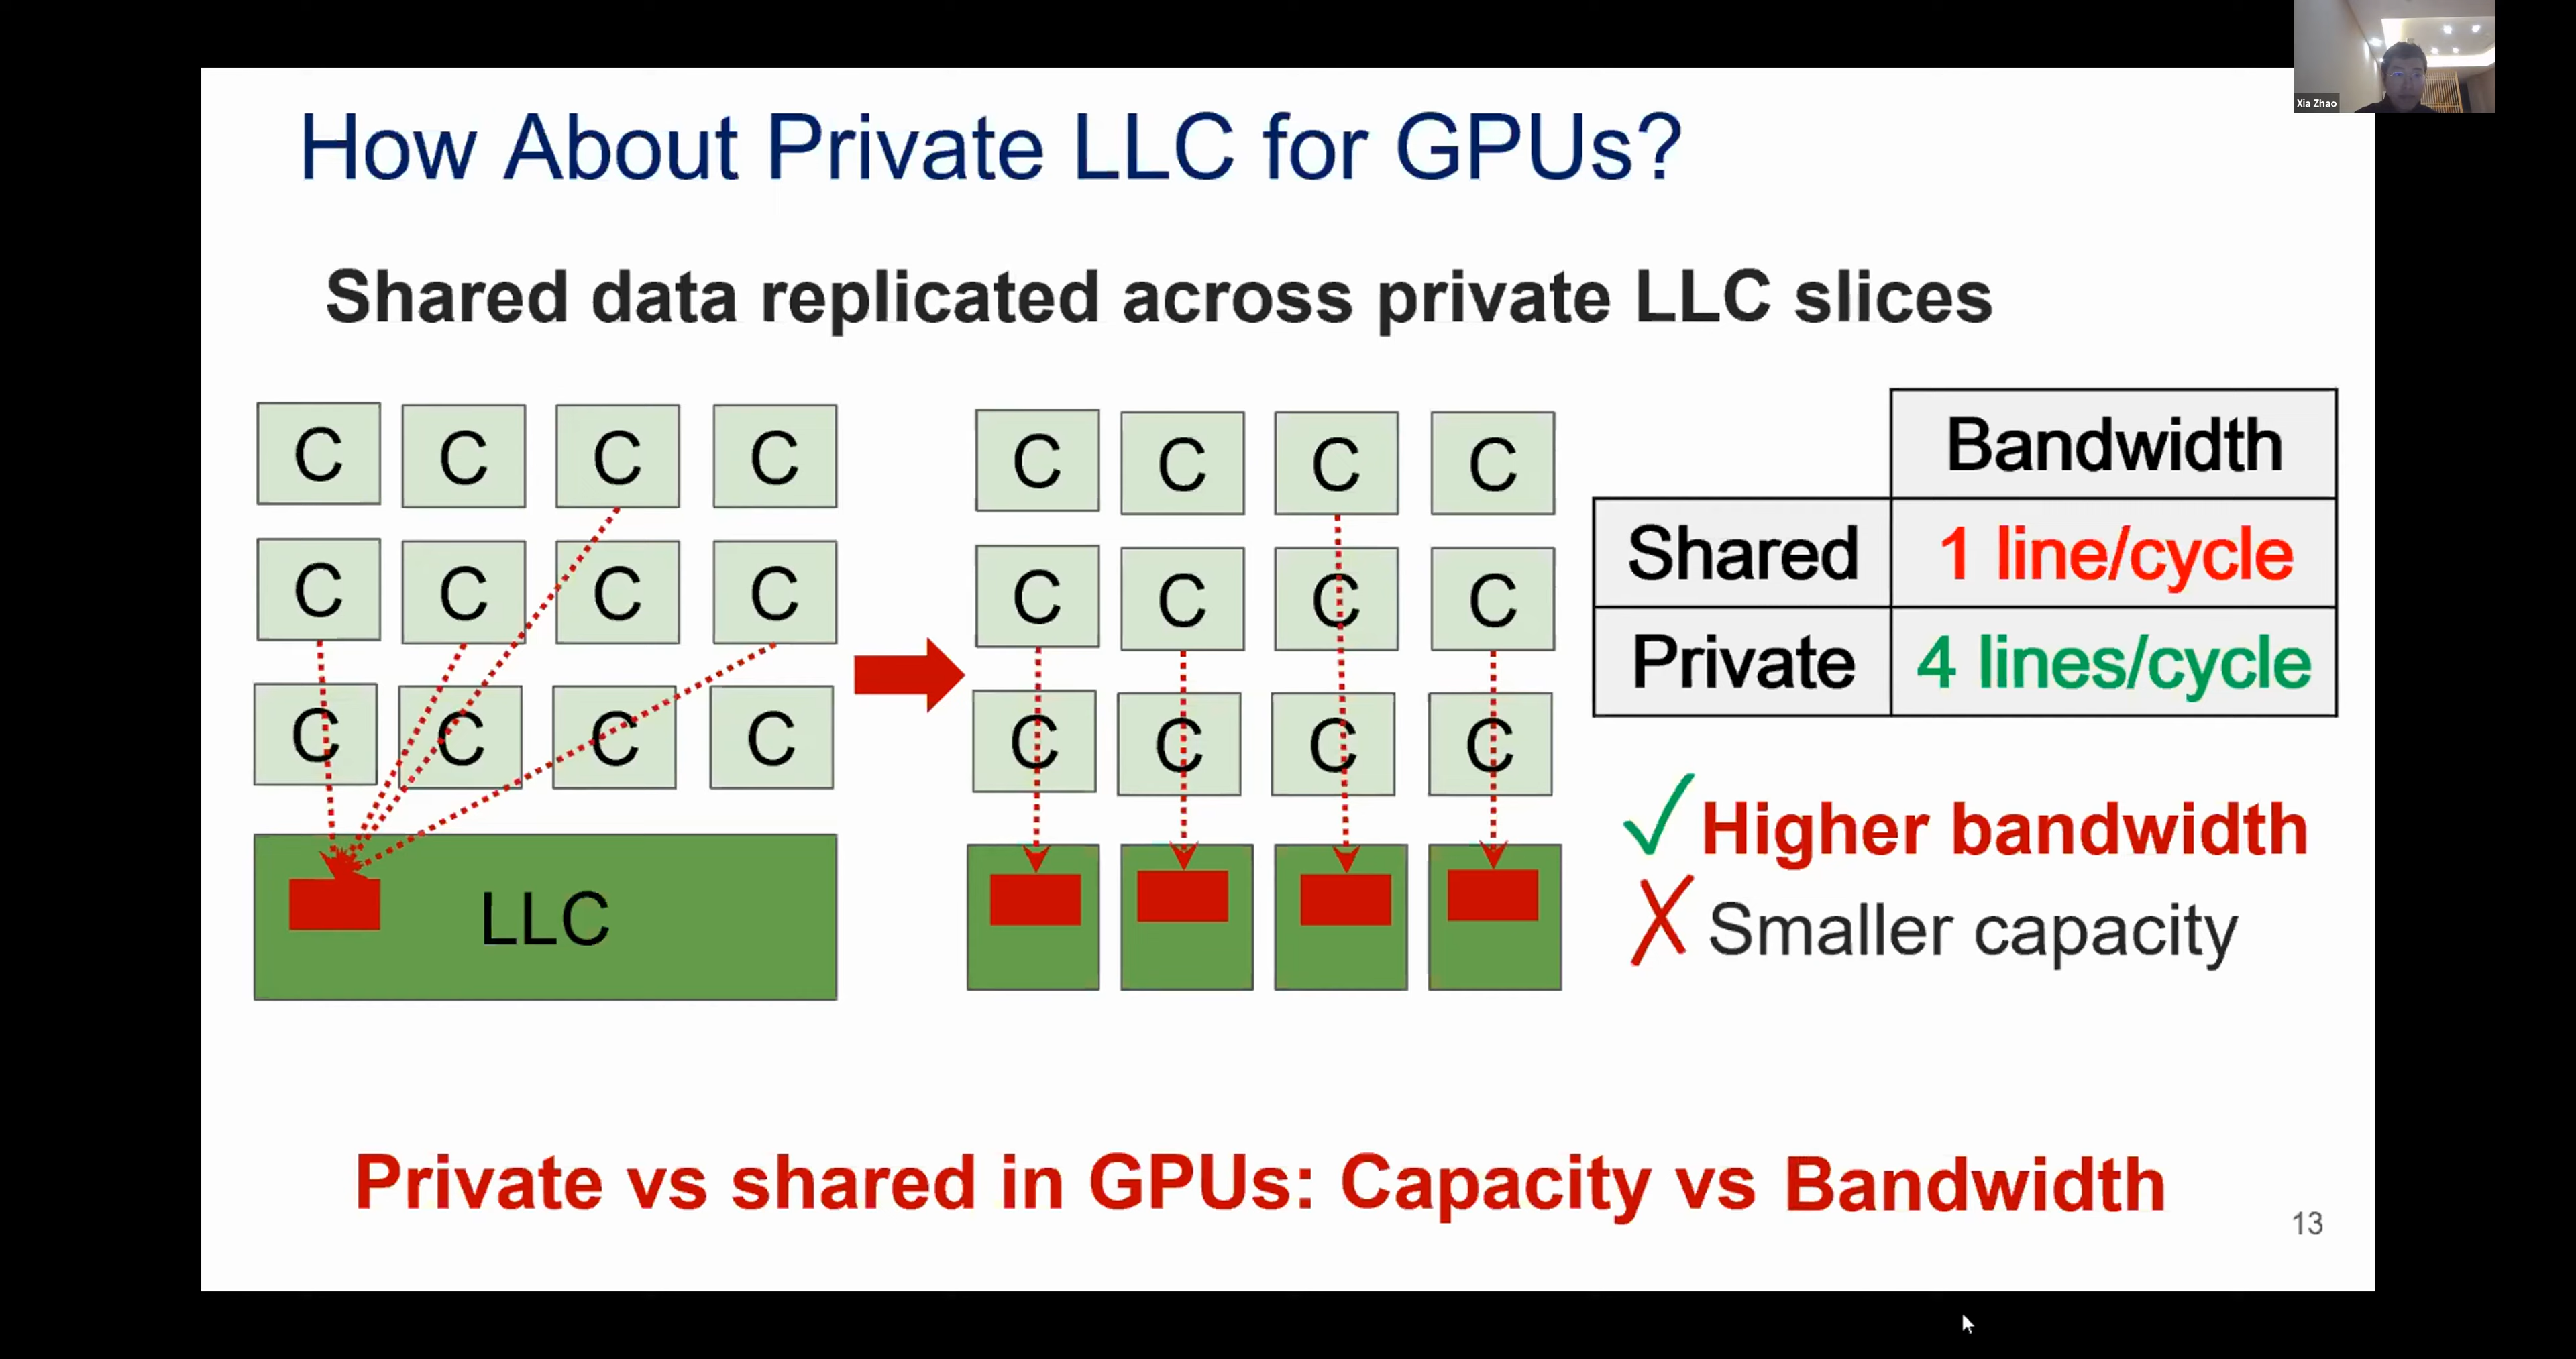 Xia Zhao
How About Private LLC for GPUs?
Shared data replicated across private LLC slices
C C C C
C C C C
C C C C
LLC
C C C C
C C C C
C C C C
Bandwidth
Shared 1 line/cycle
Private 4 lines/cycle
Higher bandwidth
Smaller capacity
Private vs shared in GPUs: Capacity vs Bandwidth
13